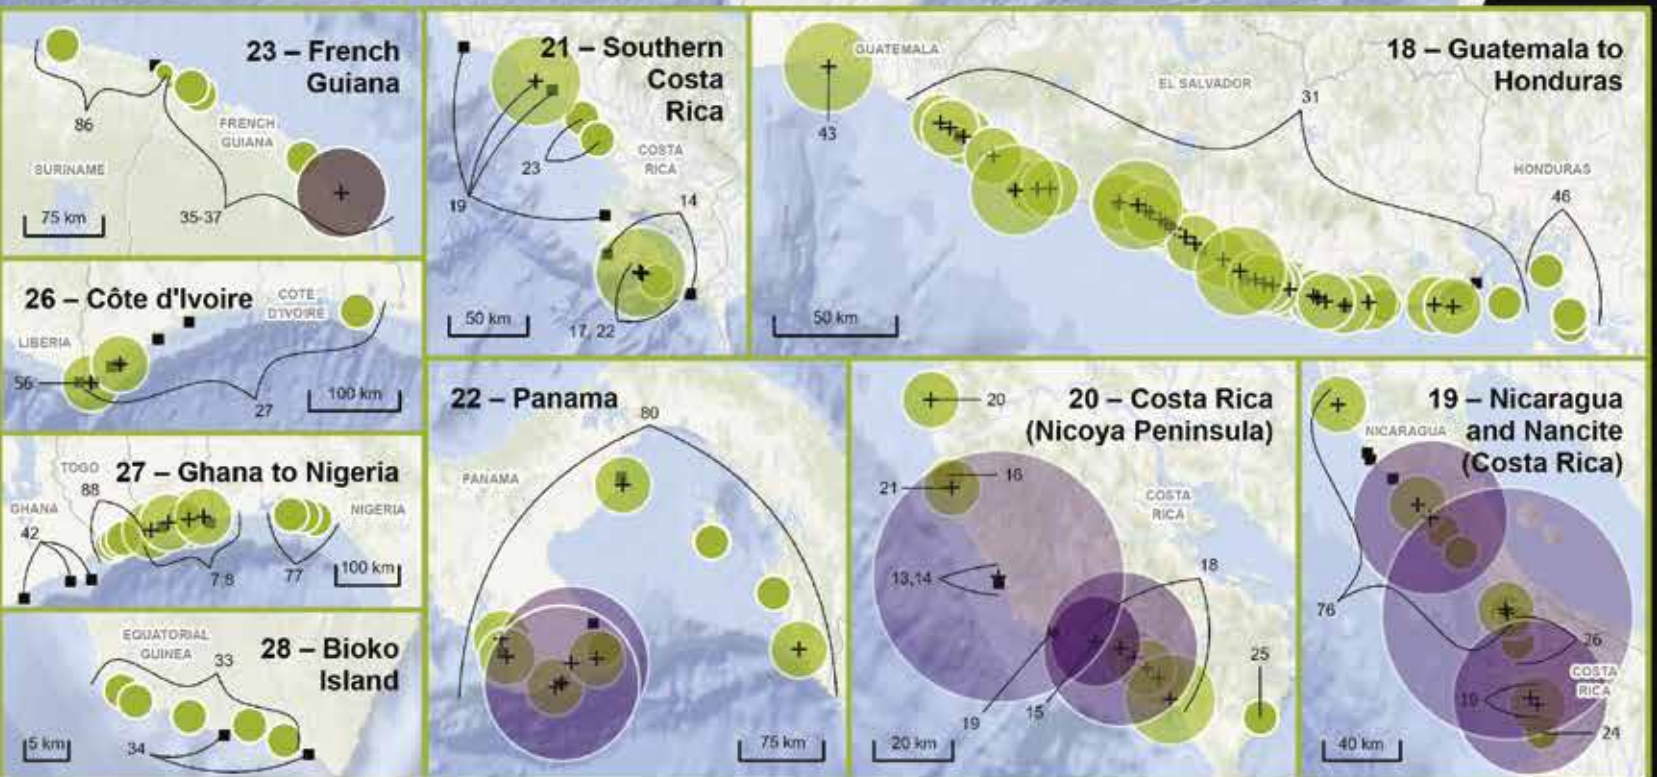 23 – French
Guiana
86
FRENCH
GUIANA
SURINAME
75 km
35-37
21 – Southern
Costa
Rica
COSTA
RICA
23
19
14
50 km
17, 22
18 – Guatemala to
Honduras
GUATEMALA
EL SALVADOR
31
43
HONDURAS
46
50 km
26 – Côte d'Ivoire
COTE
D'IVOIRE
LIBERIA
56
100 km
27
27 – Ghana to Nigeria
TOGO
88
GHANA
NIGERIA
42
7,8
77
100 km
28 – Bioko
Island
EQUATORIAL
GUINEA
33
34
5 km
22 – Panama
80
PANAMA
75 km
20 – Costa Rica
(Nicoya Peninsula)
20
16
21
COSTA
RICA
13,14
18
25
19
15
20 km
19 – Nicaragua
and Nancite
(Costa Rica)
NICARAGUA
76
26
COSTA
RICA
19
24
40 km